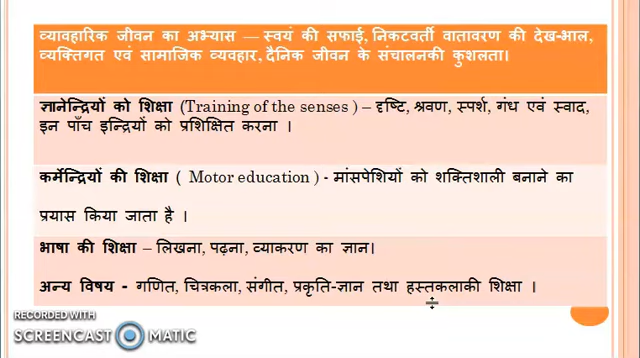 व्यावहारिक जीवन का अभ्यास — स्वयं की सफाई, निकटवर्ती वातावरण की देख-भाल,
व्यक्तिगत एवं सामाजिक व्यवहार, दैनिक जीवन के संचालनकी कुशलता।
ज्ञानेन्द्रियों को शिक्षा (Training of the senses) – दृष्टि, श्रवण, स्पर्श, गंध एवं स्वाद,
इन पाँच इन्द्रियों को प्रशिक्षित करना ।
कर्मेन्द्रियों की शिक्षा ( Motor education) - मांसपेशियों को शक्तिशाली बनाने का
प्रयास किया जाता है ।
भाषा की शिक्षा – लिखना, पढ़ना, व्याकरण का ज्ञान।
अन्य विषय - गणित, चित्रकला, संगीत, प्रकृति-ज्ञान तथा हस्तकलाकी शिक्षा ।
RECORDED WITH
SCREENCAST MATIC